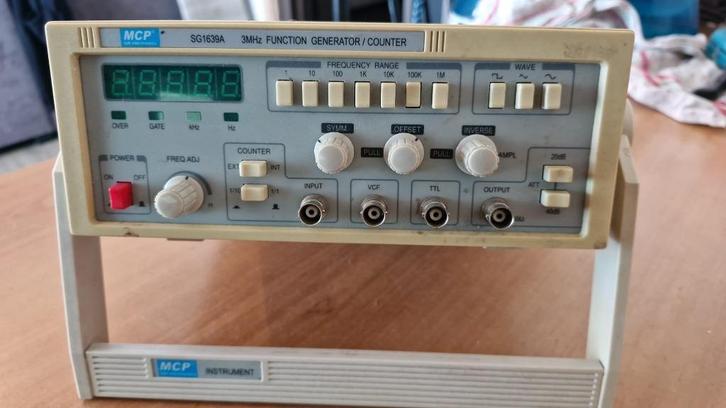 MCP SG1639A 3MHz FUNCTION GENERATOR / COUNTER
FREQUENCY RANGE WAVE
1 10 100 1K 10K 100K 1M
OVER GATE kHz Hz
SYMM. OFFSET INVERSE
PULL PULL AMPL
POWER FREQ ADJ COUNTER
ON OFF EXT INT 20dB
ATT
1/10 1/1 INPUT VCF TTL OUTPUT 40dB
MCP INSTRUMENT